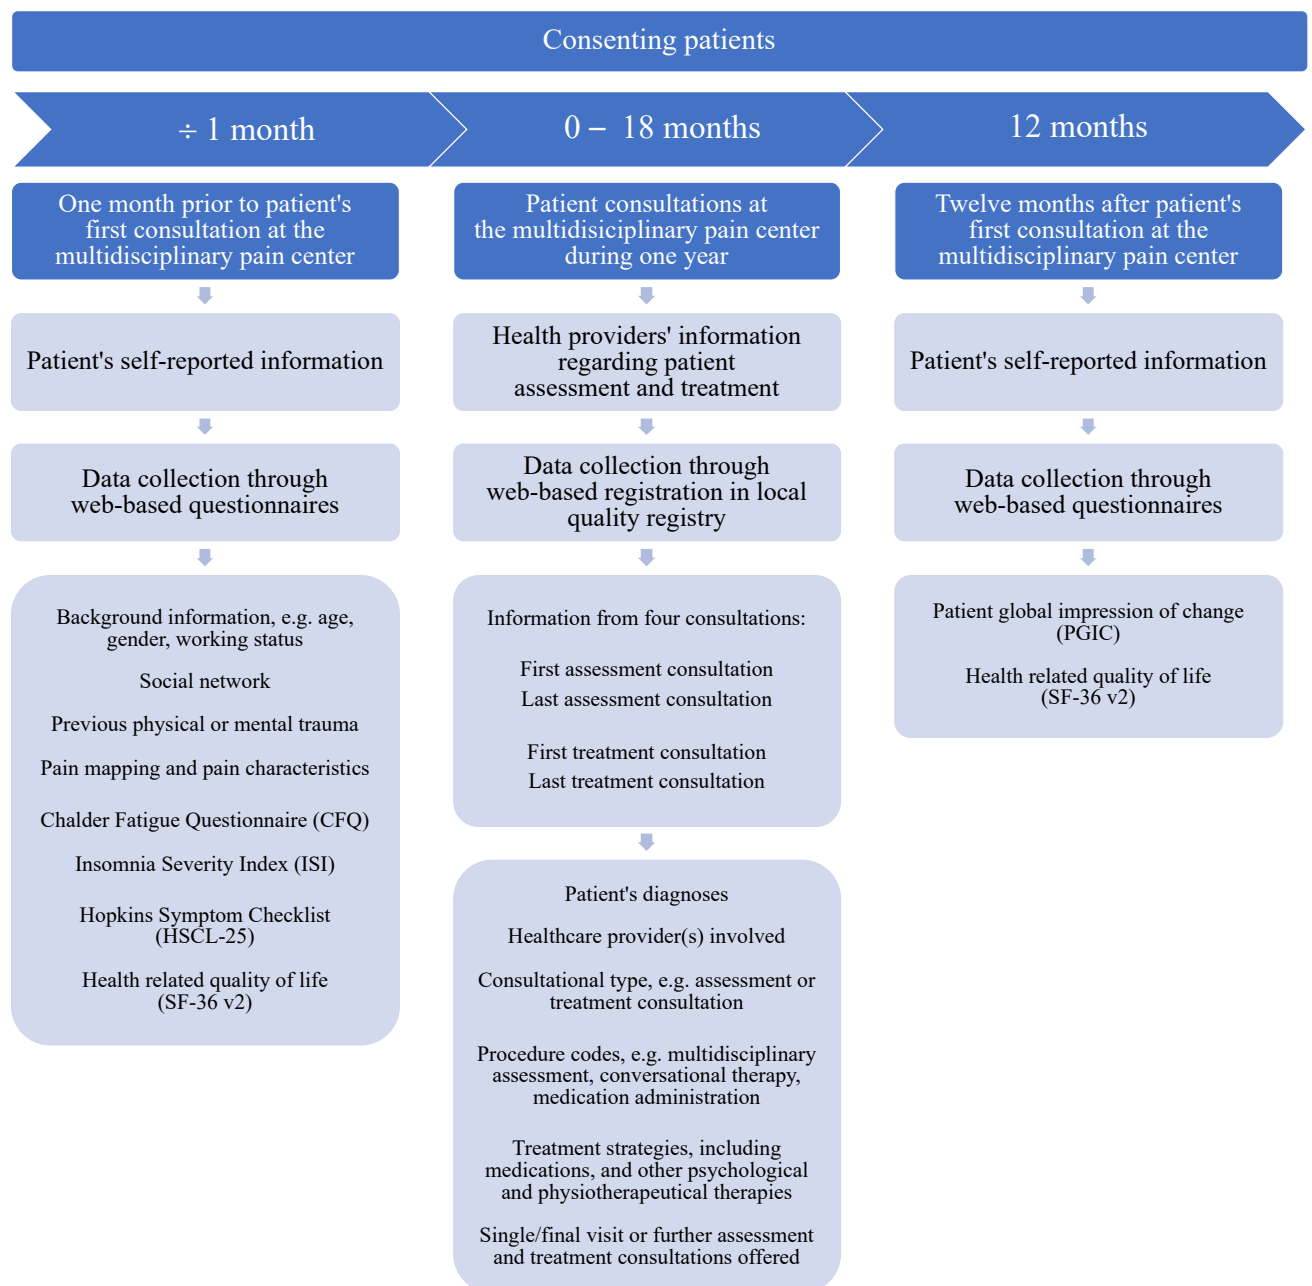 Consenting patients
÷ 1 month
0 – 18 months
12 months
One month prior to patient's
first consultation at the
multidisciplinary pain center
Patient's self-reported information
Data collection through
web-based questionnaires
Background information, e.g. age,
gender, working status
Social network
Previous physical or mental trauma
Pain mapping and pain characteristics
Chalder Fatigue Questionnaire (CFQ)
Insomnia Severity Index (ISI)
Hopkins Symptom Checklist
(HSCL-25)
Health related quality of life
(SF-36 v2)
Patient consultations at
the multidisiciplinary pain center
during one year
Health providers' information
regarding patient
assessment and treatment
Data collection through
web-based registration in local
quality registry
Information from four consultations:
First assessment consultation
Last assessment consultation
First treatment consultation
Last treatment consultation
Patient's diagnoses
Healthcare provider(s) involved
Consultational type, e.g. assessment or
treatment consultation
Procedure codes, e.g. multidisciplinary
assessment, conversational therapy,
medication administration
Treatment strategies, including
medications, and other psychological
and physiotherapeutical therapies
Single/final visit or further assessment
and treatment consultations offered
Twelve months after patient's
first consultation at the
multidisciplinary pain center
Patient's self-reported information
Data collection through
web-based questionnaires
Patient global impression of change
(PGIC)
Health related quality of life
(SF-36 v2)